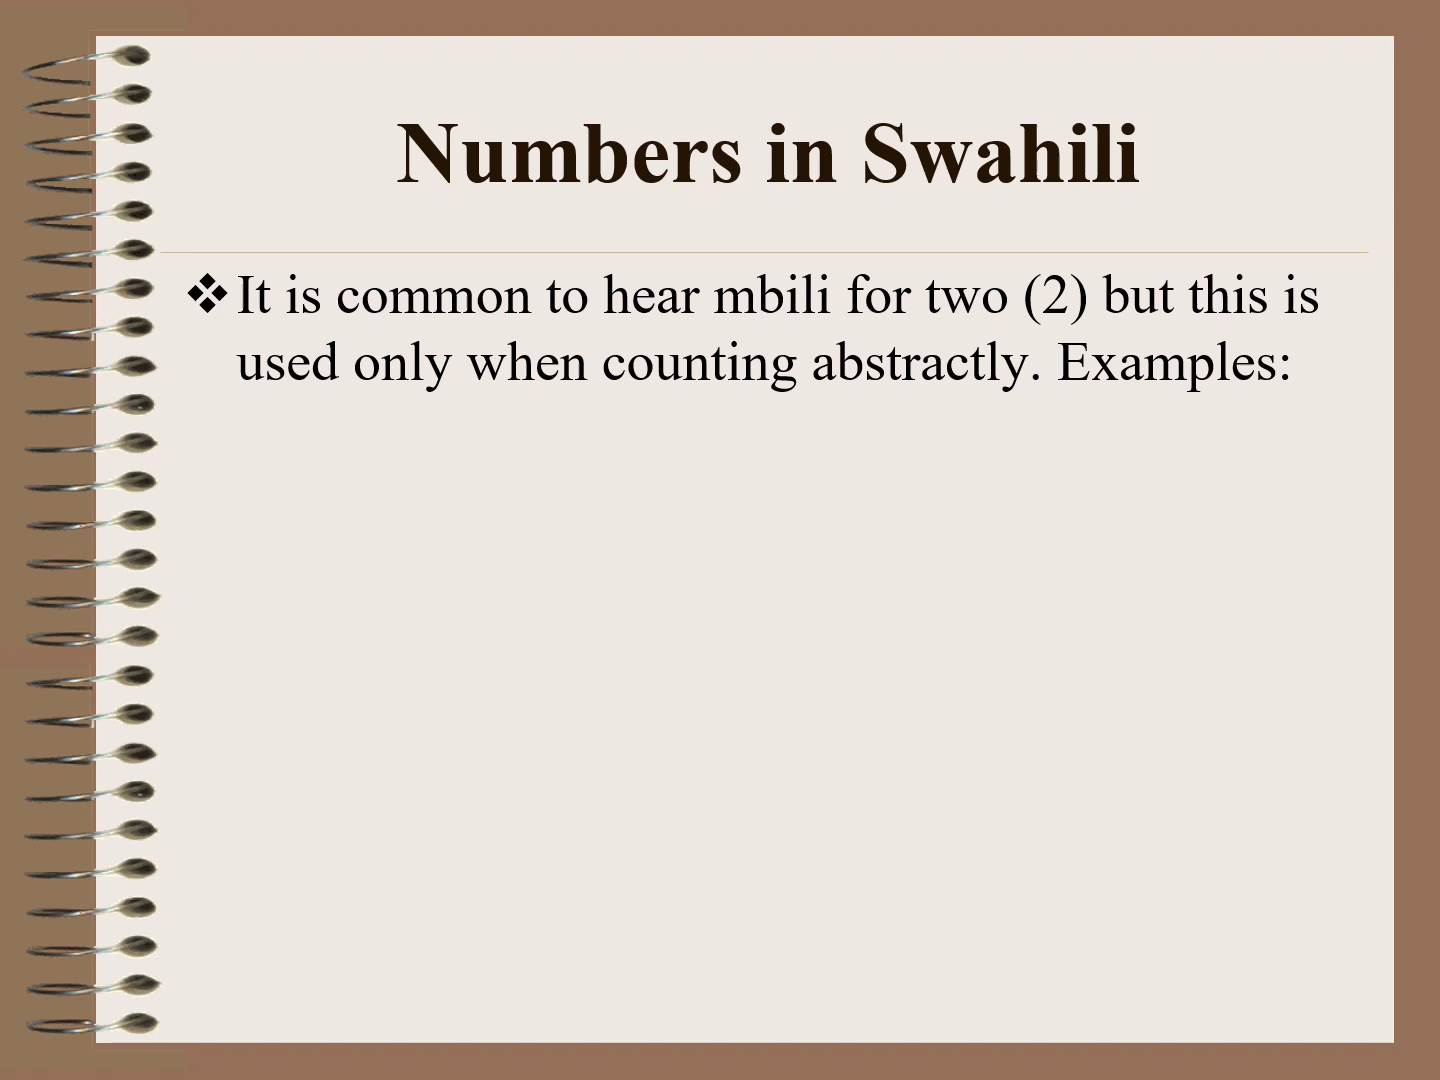 Numbers in Swahili
❖ It is common to hear mbili for two (2) but this is
used only when counting abstractly. Examples: